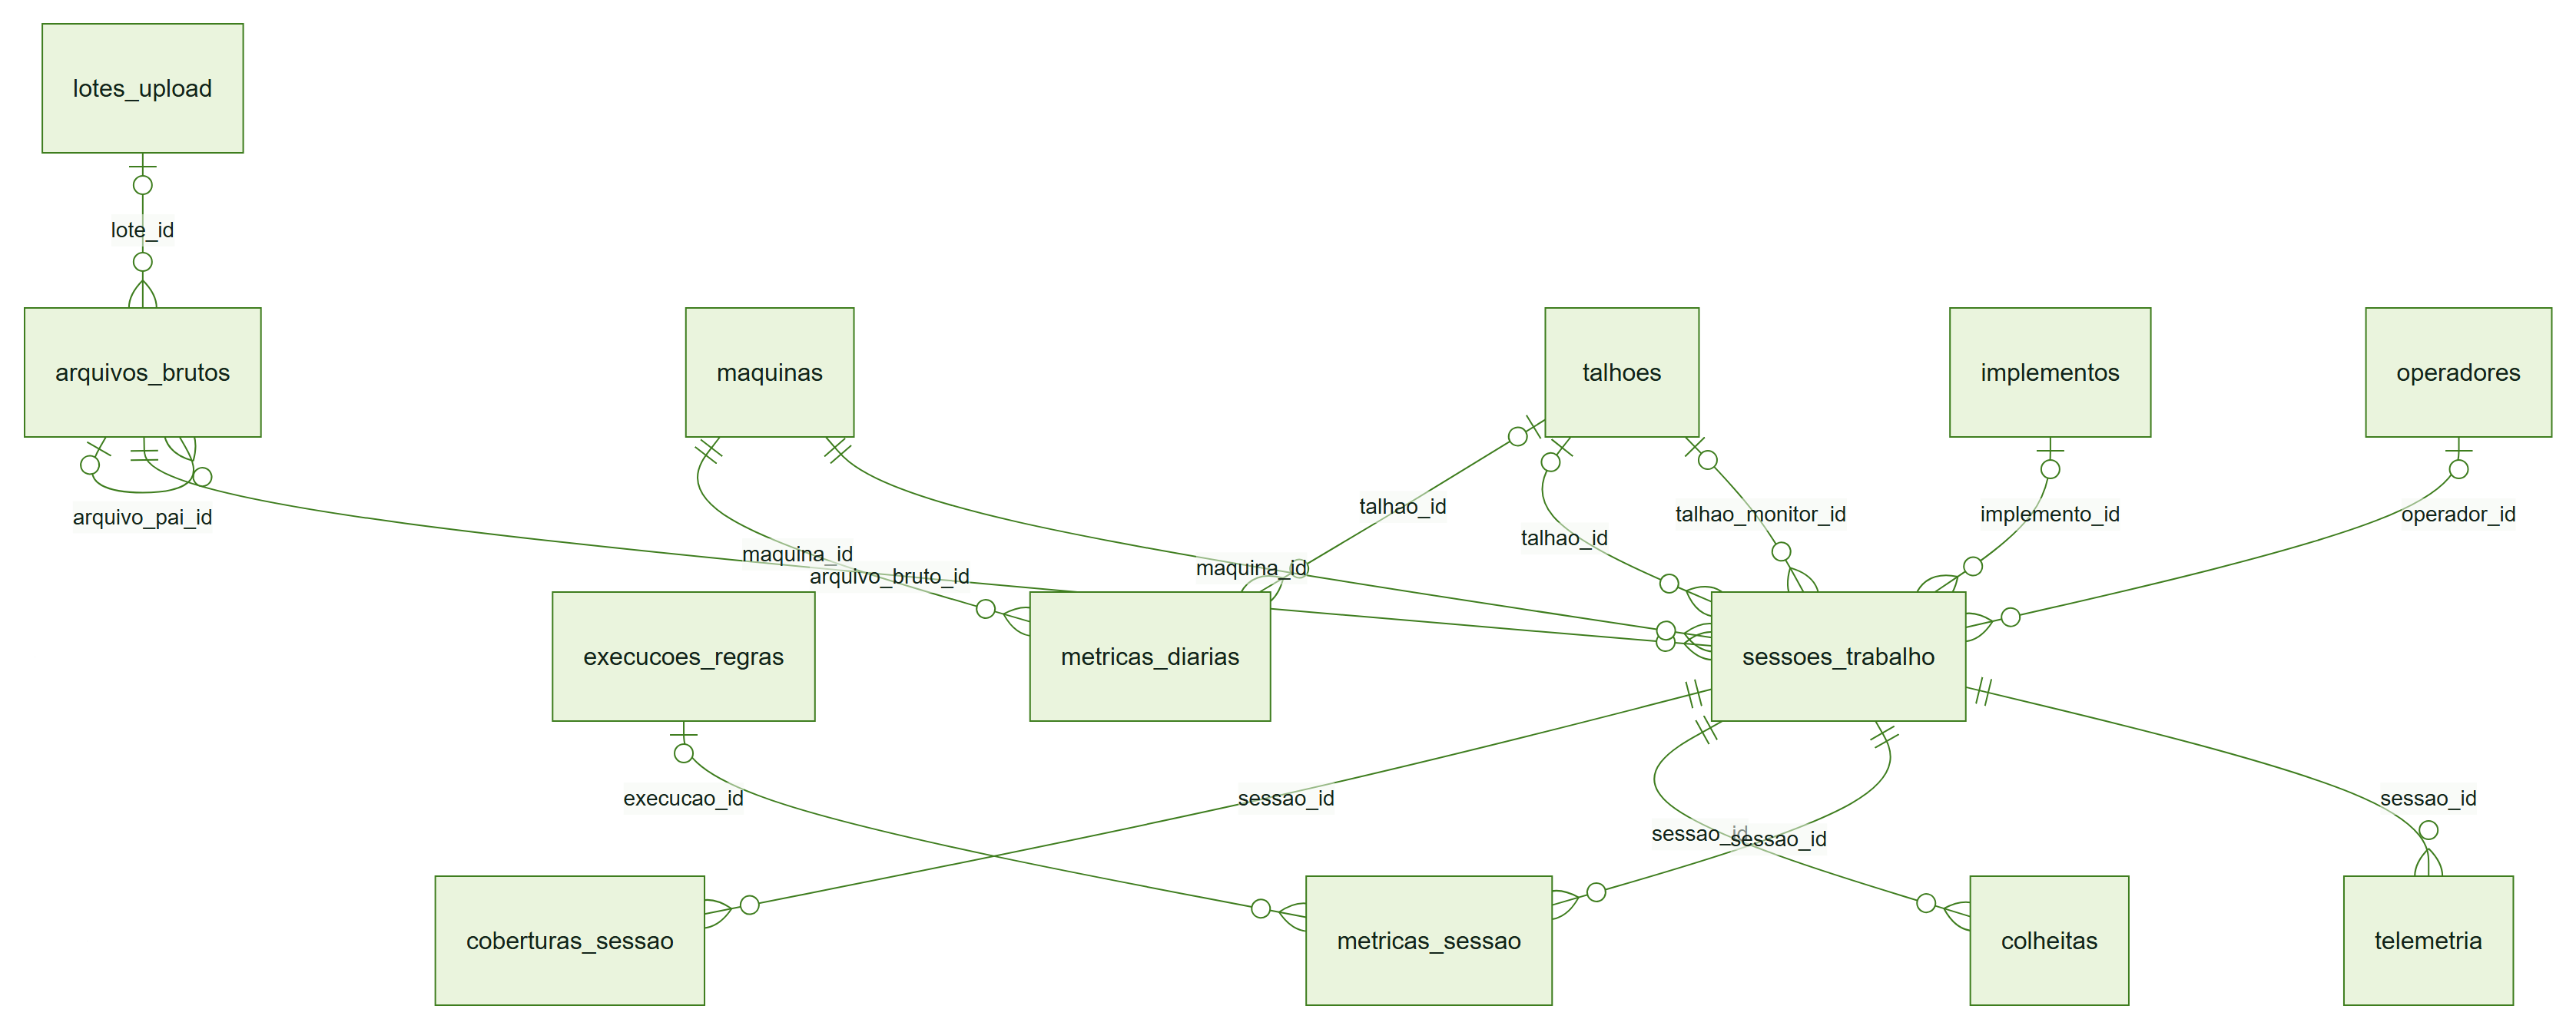 lotes_upload
lote_id
arquivos_brutos
maquinas
talhoes
implementos
operadores
talhao_id
arquivo_pai_id
talhao_monitor_id
implemento_id
operador_id
talhao_id
maquina_id
maquina_id
arquivo_bruto_id
execucoes_regras
metricas_diarias
sessoes_trabalho
execucao_id
sessao_id
sessao_id
sessao_id
sessao_id
coberturas_sessao
metricas_sessao
colheitas
telemetria